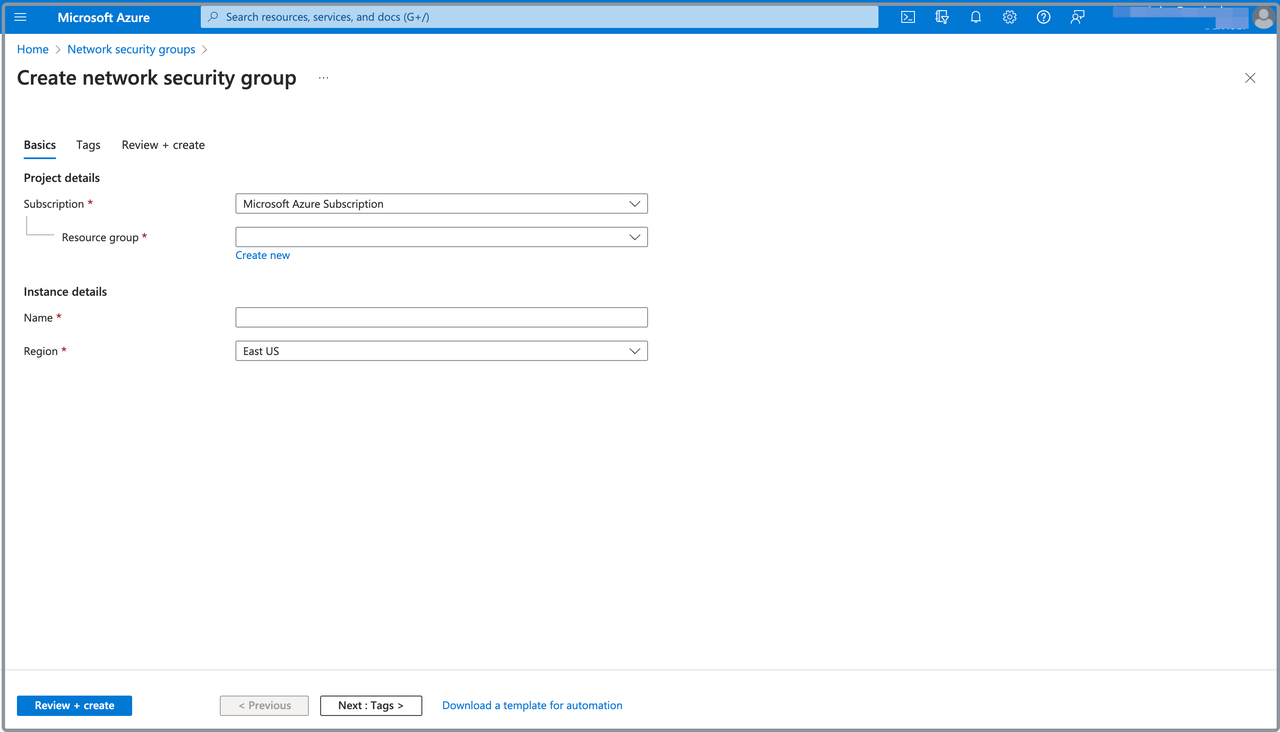 Microsoft Azure
Search resources, services, and docs (G+/)
Home > Network security groups >
Create network security group ...
Basics Tags Review + create
Project details
Subscription *
Microsoft Azure Subscription
Resource group *
Create new
Instance details
Name *
Region *
East US
Review + create
< Previous
Next : Tags >
Download a template for automation